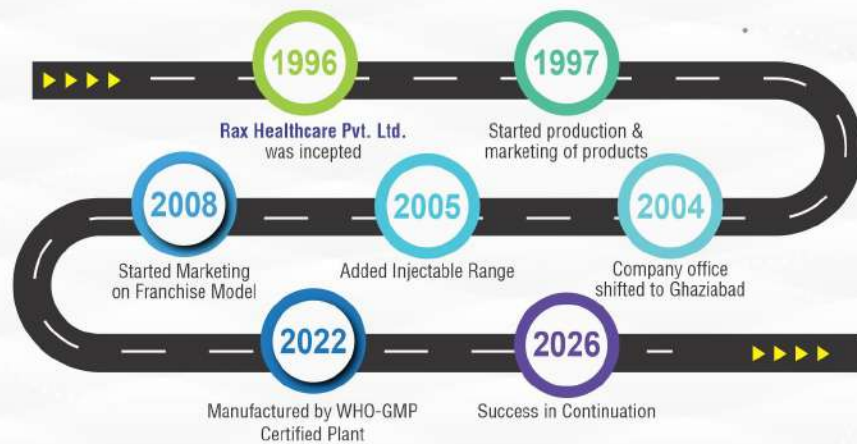 1996
Rax Healthcare Pvt. Ltd.
was incepted
1997
Started production &
marketing of products
2004
Company office
shifted to Ghaziabad
2005
Added Injectable Range
2008
Started Marketing
on Franchise Model
2022
Manufactured by WHO-GMP
Certified Plant
2026
Success in Continuation